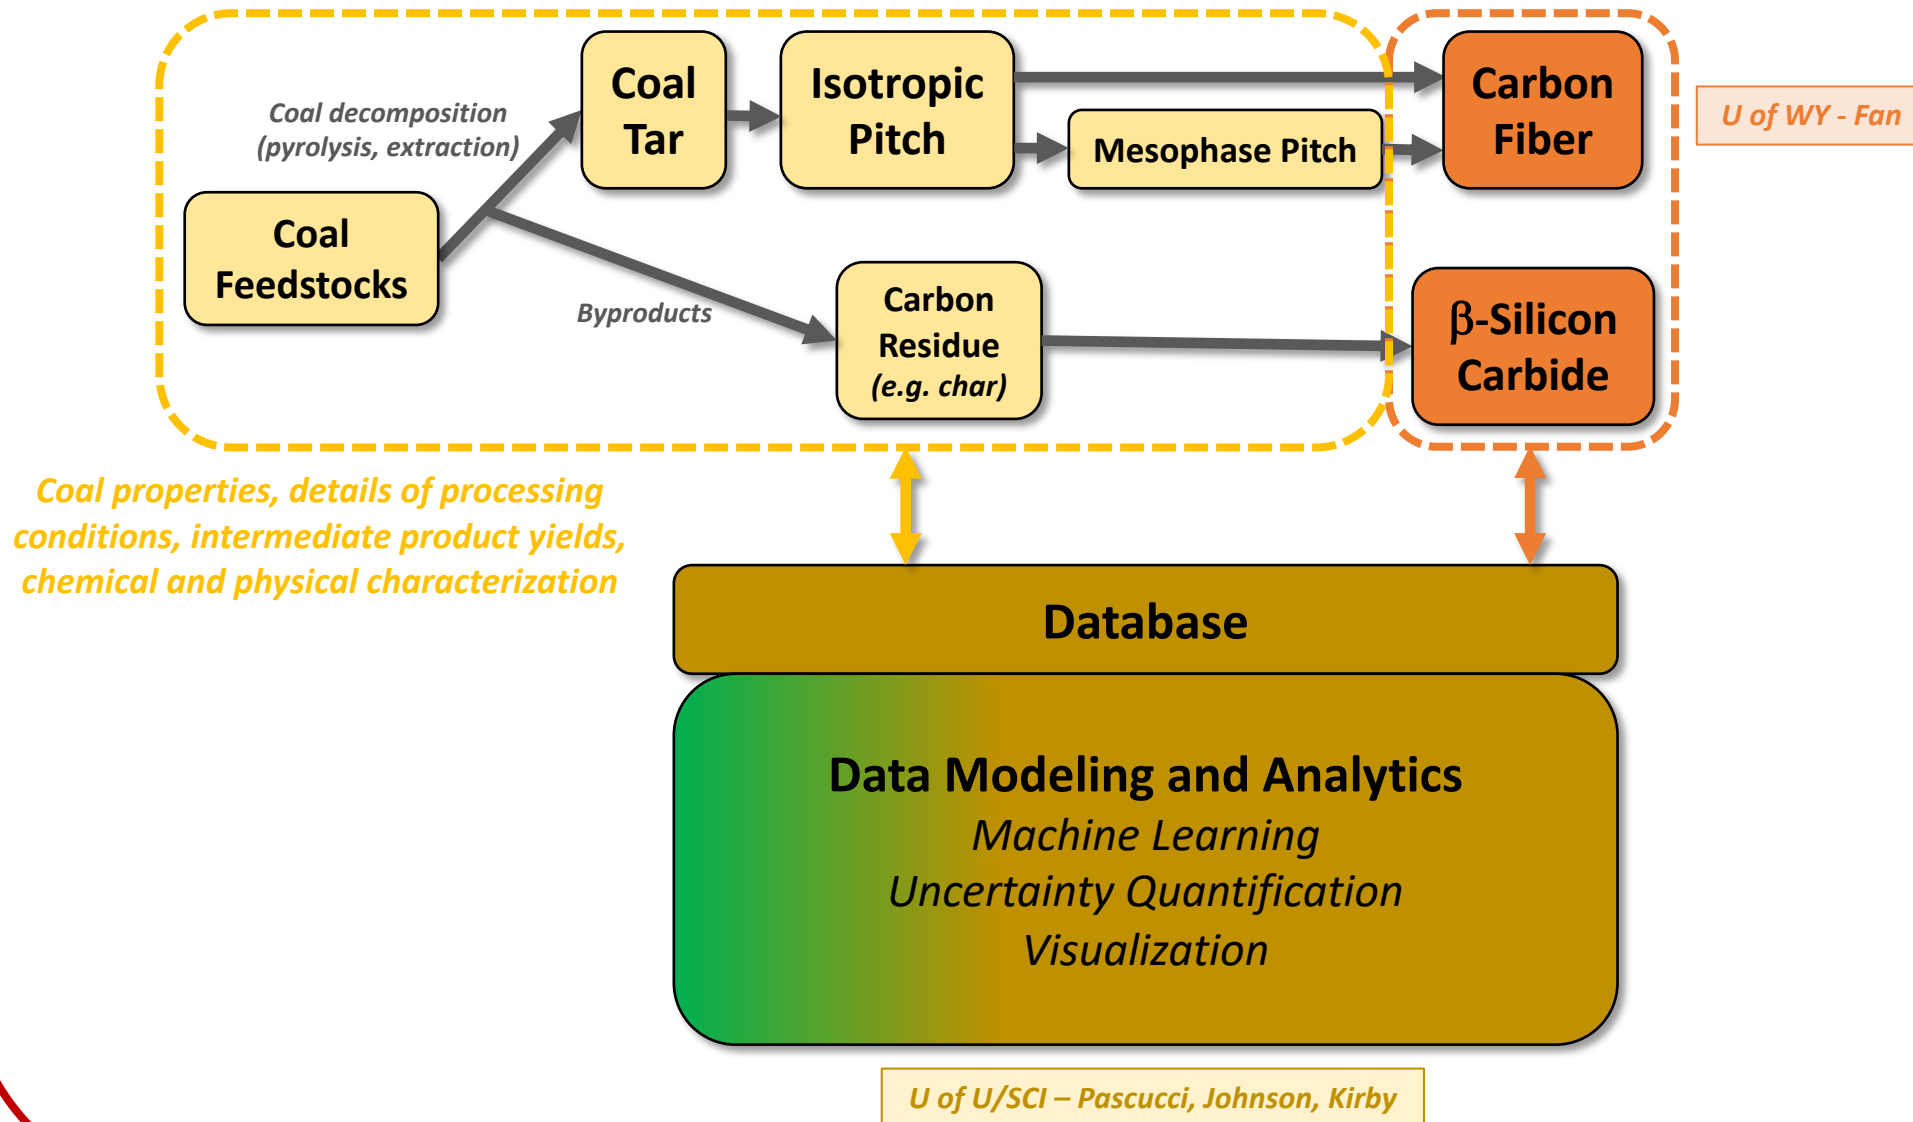 Coal decomposition
(pyrolysis, extraction)
Coal
Tar
Isotropic
Pitch
Mesophase Pitch
Carbon
Fiber
U of WY - Fan
Coal
Feedstocks
Byproducts
Carbon
Residue
(e.g. char)
β-Silicon
Carbide
Coal properties, details of processing
conditions, intermediate product yields,
chemical and physical characterization
Database
Data Modeling and Analytics
Machine Learning
Uncertainty Quantification
Visualization
U of U/SCI – Pascucci, Johnson, Kirby